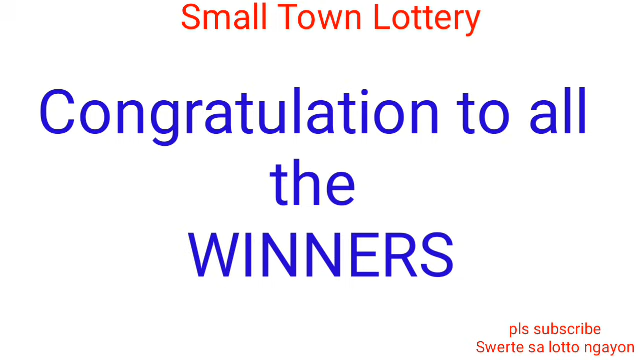 Small Town Lottery
Congratulation to all
the
WINNERS
pls subscribe
Swerte sa lotto ngayon